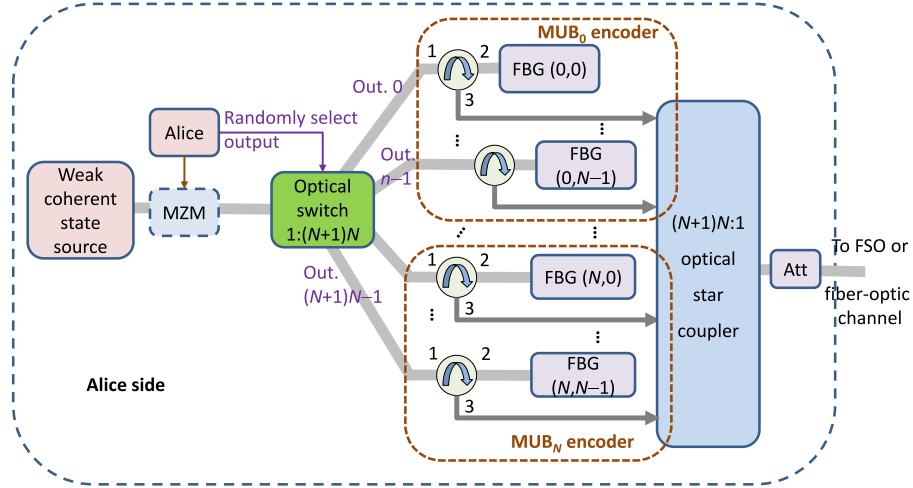 MUB₀ encoder
1
2
FBG (0,0)
Out. 0
3
Randomly select
output
Alice
Out.
n−1
FBG
(0,N−1)
Weak
coherent
state
source
MZM
Optical
switch
1:(N+1)N
(N+1)N:1
optical
star
coupler
To FSO or
fiber-optic
channel
Att
1
2
FBG (N,0)
Out.
(N+1)N−1
3
1
2
FBG
(N,N−1)
3
Alice side
MUB_N encoder